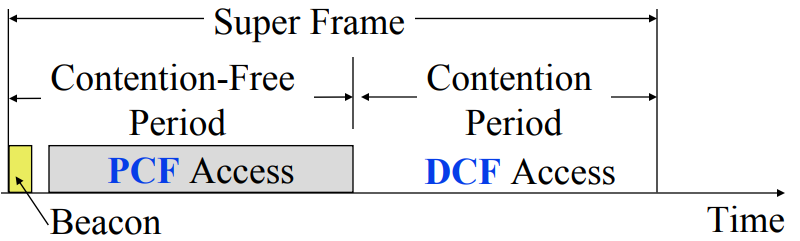 Super Frame
Contention-Free
Period
Contention
Period
PCF Access
DCF Access
Beacon
Time